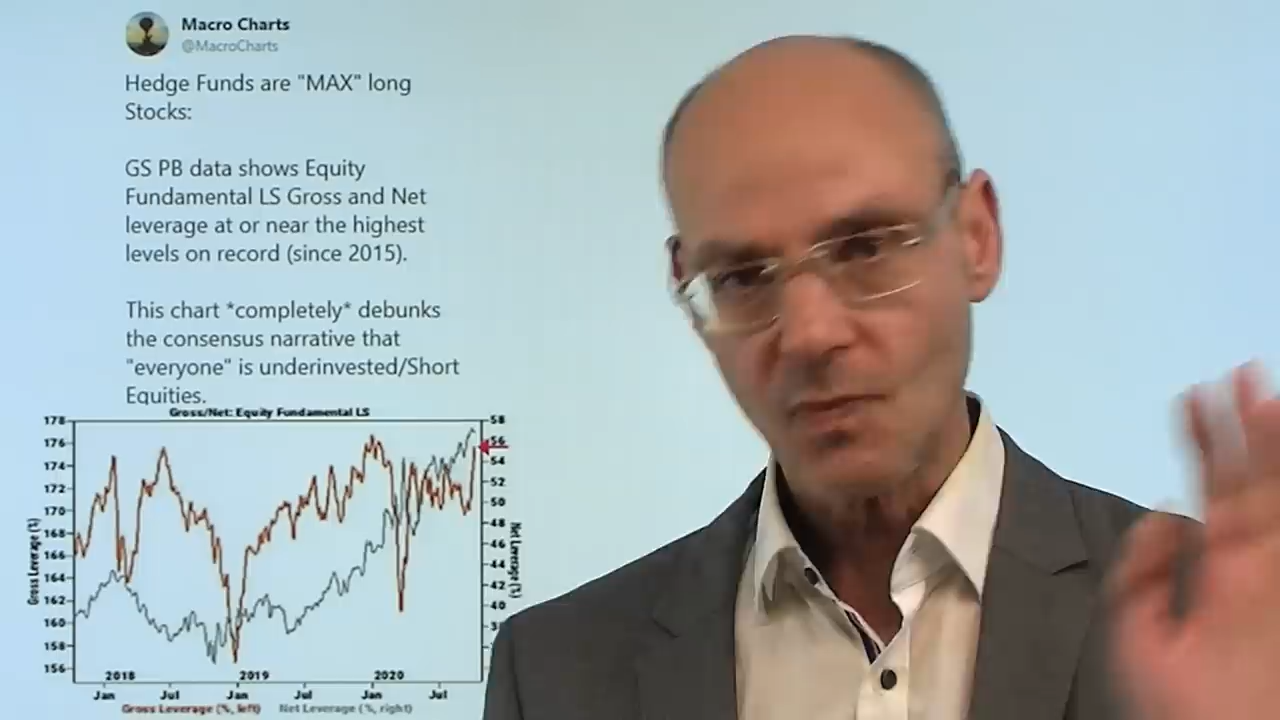 Macro Charts
@MacroCharts
Hedge Funds are "MAX" long
Stocks:
GS PB data shows Equity
Fundamental LS Gross and Net
leverage at or near the highest
levels on record (since 2015).
This chart *completely* debunks
the consensus narrative that
"everyone" is underinvested/Short
Equities.
Gross/Net: Equity Fundamental LS
178
176
174
172
170
168
166
164
162
160
158
156
Gross Leverage (%)
58
56
54
52
50
48
46
44
42
40
Net Leverage (%)
2018 2019 2020
Jan Jul Jan Jul Jan Jul
Gross Leverage (%, left) Net Leverage (%, right)